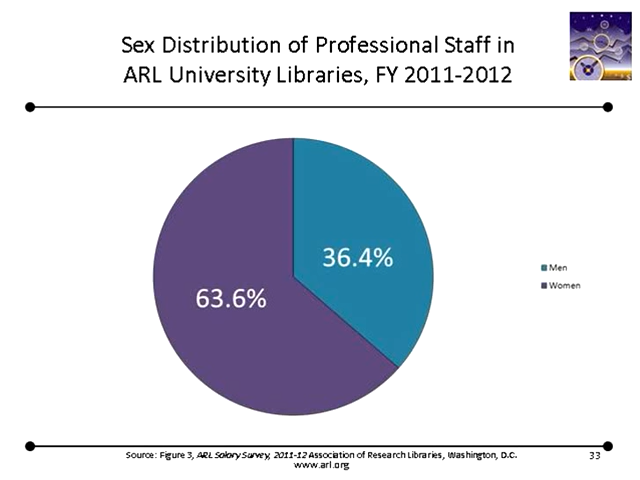 Sex Distribution of Professional Staff in
ARL University Libraries, FY 2011-2012
36.4%
63.6%
Men
Women
Source: Figure 3, ARL Salary Survey, 2011-12 Association of Research Libraries, Washington, D.C.
www.arl.org
33